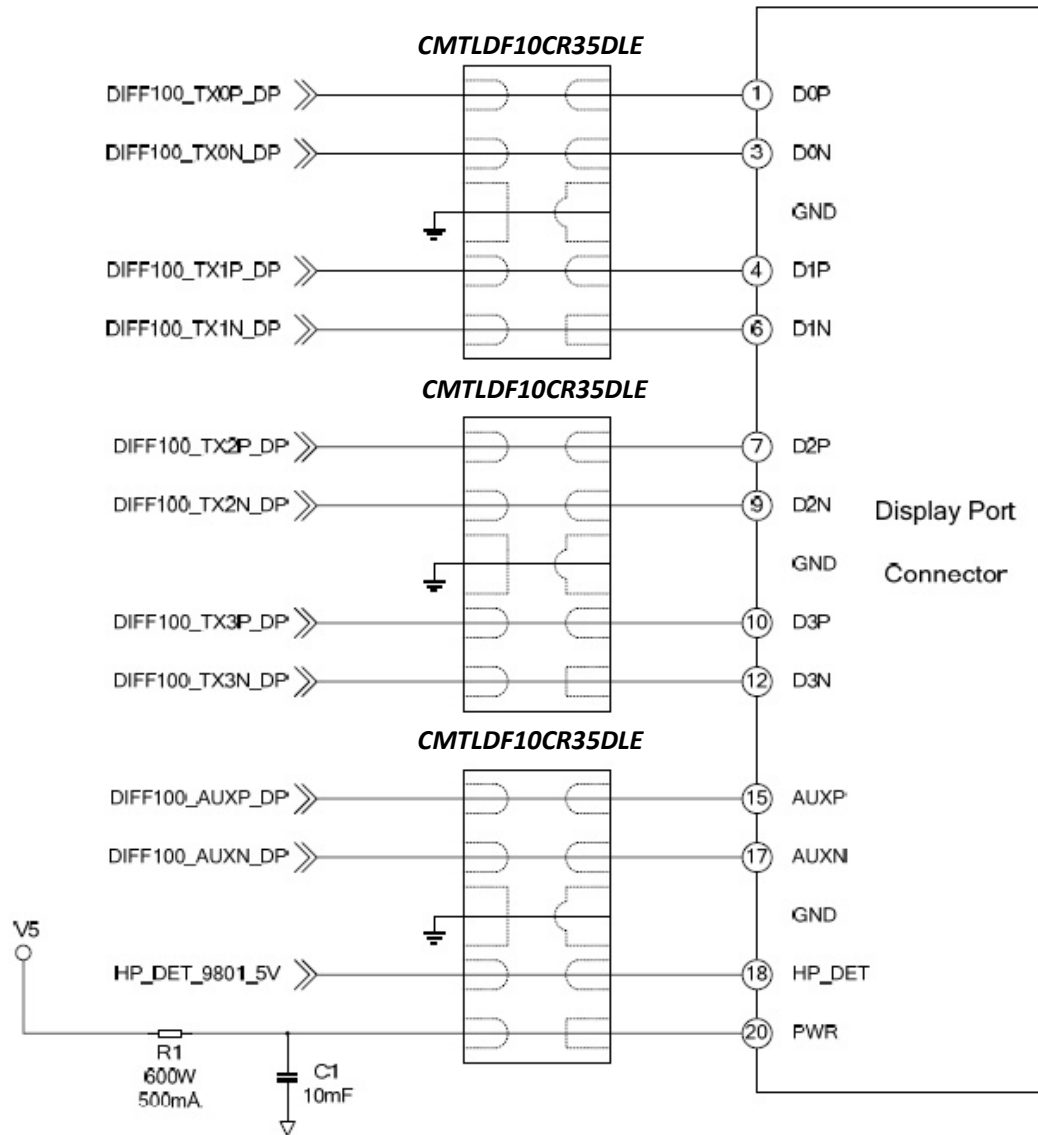 CMTLDF10CR35DLE
DIFF100_TX0P_DP 1 D0P
DIFF100_TX0N_DP 3 D0N
GND
DIFF100_TX1P_DP 4 D1P
DIFF100_TX1N_DP 6 D1N
CMTLDF10CR35DLE
DIFF100_TX2P_DP 7 D2P
DIFF100_TX2N_DP 9 D2N
Display Port
GND
Connector
DIFF100_TX3P_DP 10 D3P
DIFF100_TX3N_DP 12 D3N
CMTLDF10CR35DLE
DIFF100_AUXP_DP 15 AUXP
DIFF100_AUXN_DP 17 AUXN
GND
V5
HP_DET_9801_5V 18 HP_DET
20 PWR
R1
600W
500mA
C1
10mF